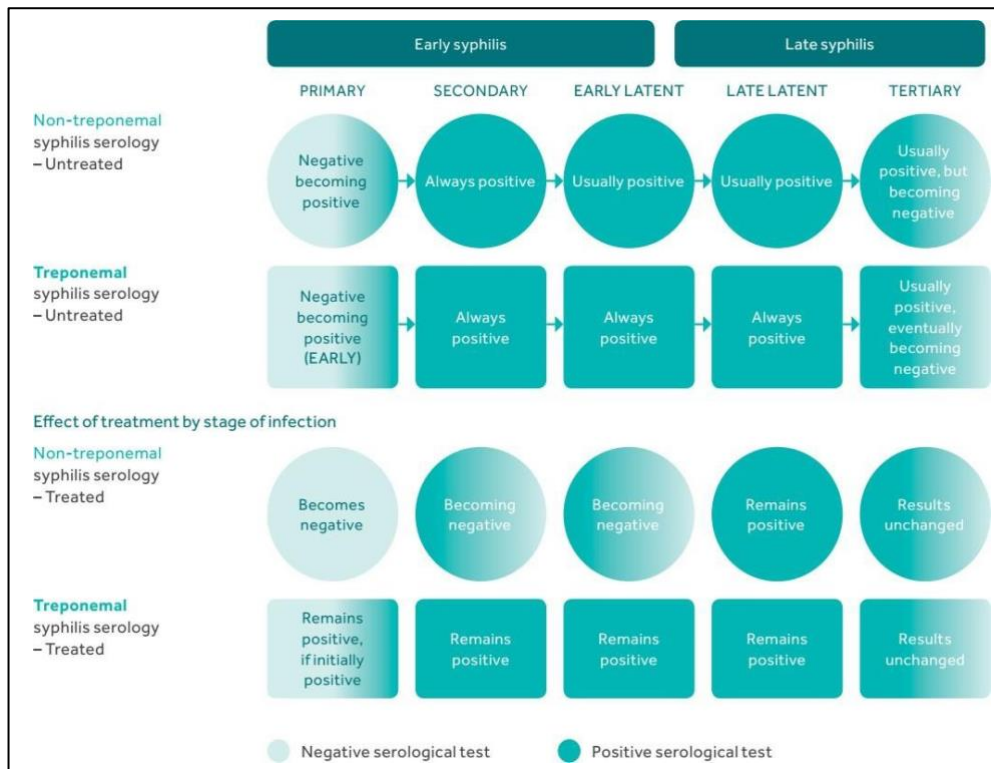 Early syphilis
Late syphilis
PRIMARY
SECONDARY
EARLY LATENT
LATE LATENT
TERTIARY
Non-treponemal
syphilis serology
– Untreated
Negative
becoming
positive
Always positive
Usually positive
Usually positive
Usually
positive, but
becoming
negative
Treponemal
syphilis serology
– Untreated
Negative
becoming
positive
(EARLY)
Always
positive
Always
positive
Always
positive
Usually
positive,
eventually
becoming
negative
Effect of treatment by stage of infection
Non-treponemal
syphilis serology
– Treated
Becomes
negative
Becoming
negative
Becoming
negative
Remains
positive
Results
unchanged
Treponemal
syphilis serology
– Treated
Remains
positive,
if initially
positive
Remains
positive
Remains
positive
Remains
positive
Results
unchanged
Negative serological test
Positive serological test